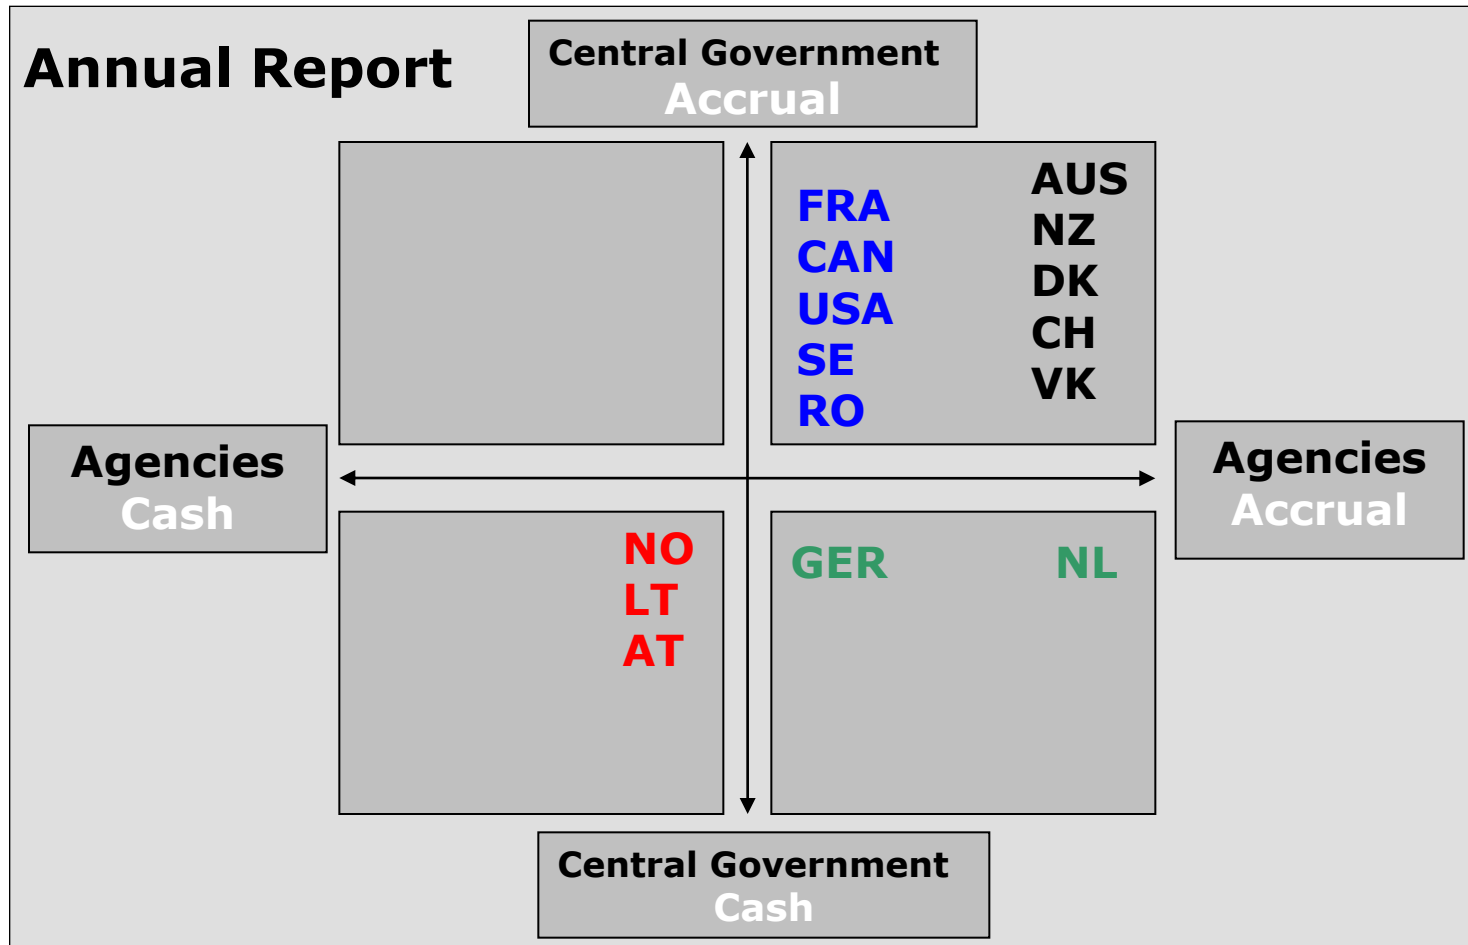 Annual Report
Central Government
Accrual
FRA
CAN
USA
SE
RO
AUS
NZ
DK
CH
VK
Agencies
Cash
Agencies
Accrual
NO
LT
AT
GER
NL
Central Government
Cash